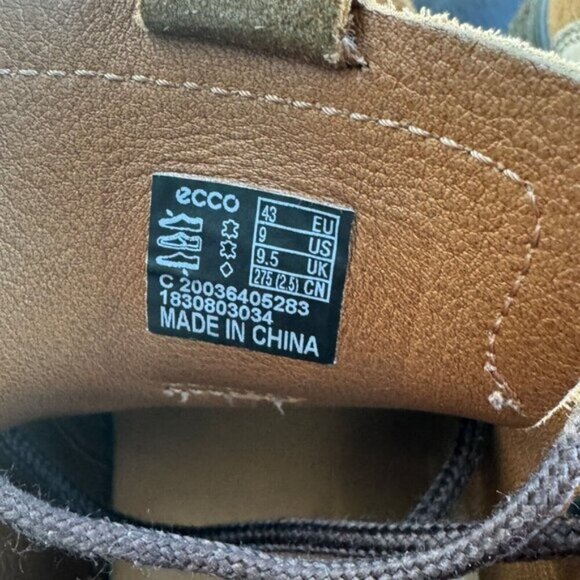 ecco
43 EU
9 US
9.5 UK
275 (2.5) CN
C 20036405283
1830803034
MADE IN CHINA